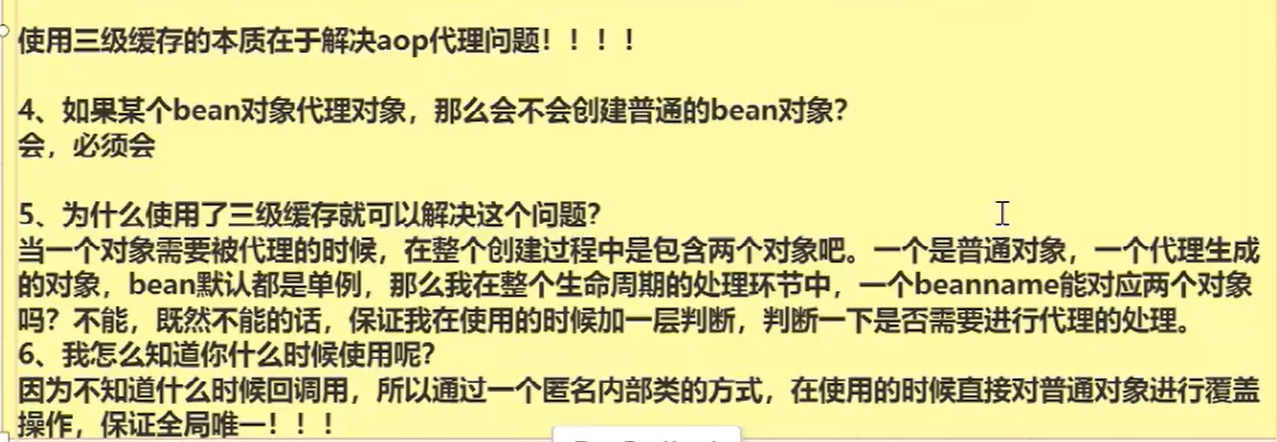 使用三级缓存的本质在于解决aop代理问题！！！！
4、如果某个bean对象代理对象，那么会不会创建普通的bean对象？
会，必须会
5、为什么使用了三级缓存就可以解决这个问题？
当一个对象需要被代理的时候，在整个创建过程中是包含两个对象吧。一个是普通对象，一个代理生成
的对象，bean默认都是单例，那么我在整个生命周期的处理环节中，一个beanname能对应两个对象
吗？不能，既然不能的话，保证我在使用的时候加一层判断，判断一下是否需要进行代理的处理。
6、我怎么知道你什么时候使用呢？
因为不知道什么时候回调用，所以通过一个匿名内部类的方式，在使用的时候直接对普通对象进行覆盖
操作，保证全局唯一！！！